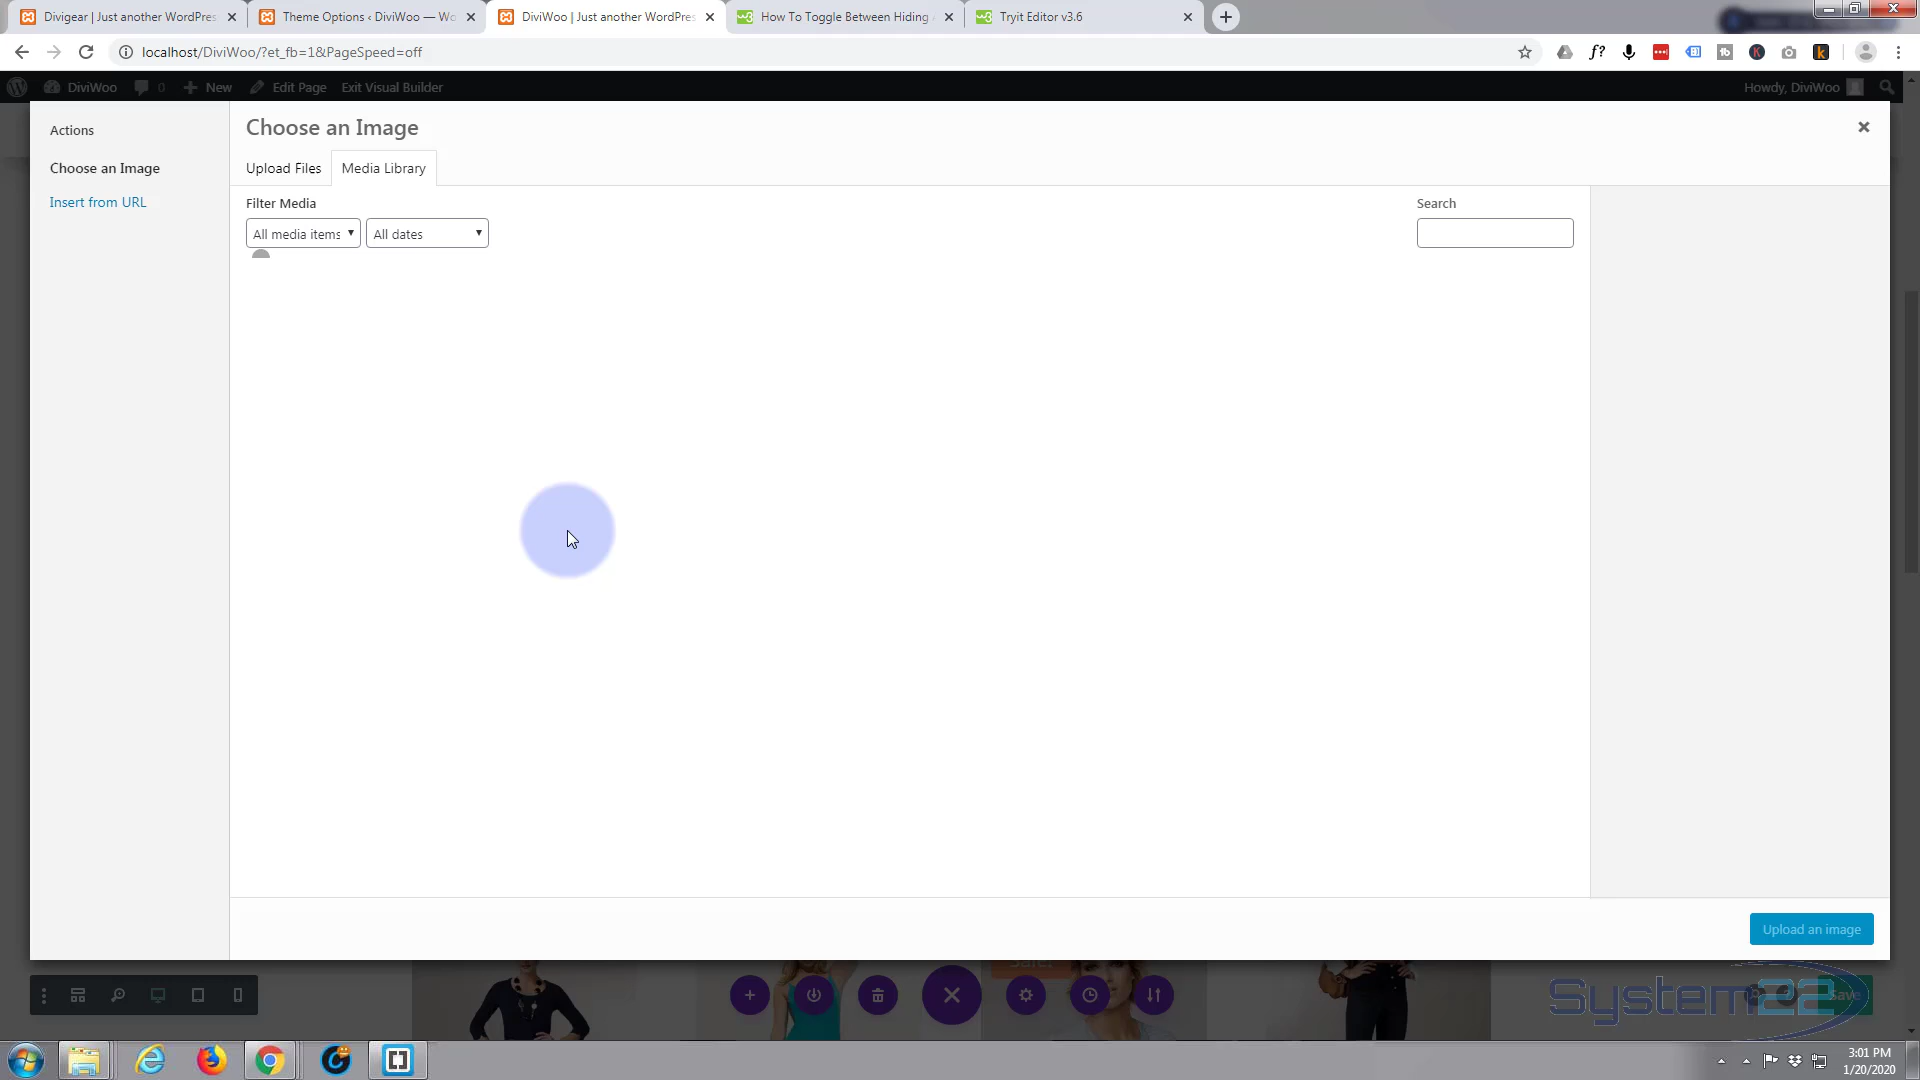 Divigear | Just another WordPres
Theme Options ‹ DiviWoo — Wo
DiviWoo | Just another WordPres
How To Toggle Between Hiding
Tryit Editor v3.6
localhost/DiviWoo/?et_fb=1&PageSpeed=off
DiviWoo
0
New
Edit Page
Exit Visual Builder
Howdy, DiviWoo
Actions
Choose an Image
Insert from URL
Choose an Image
Upload Files
Media Library
Filter Media
Search
All media items
All dates
Upload an image
Sale!
System22
Save
3:01 PM
1/20/2020